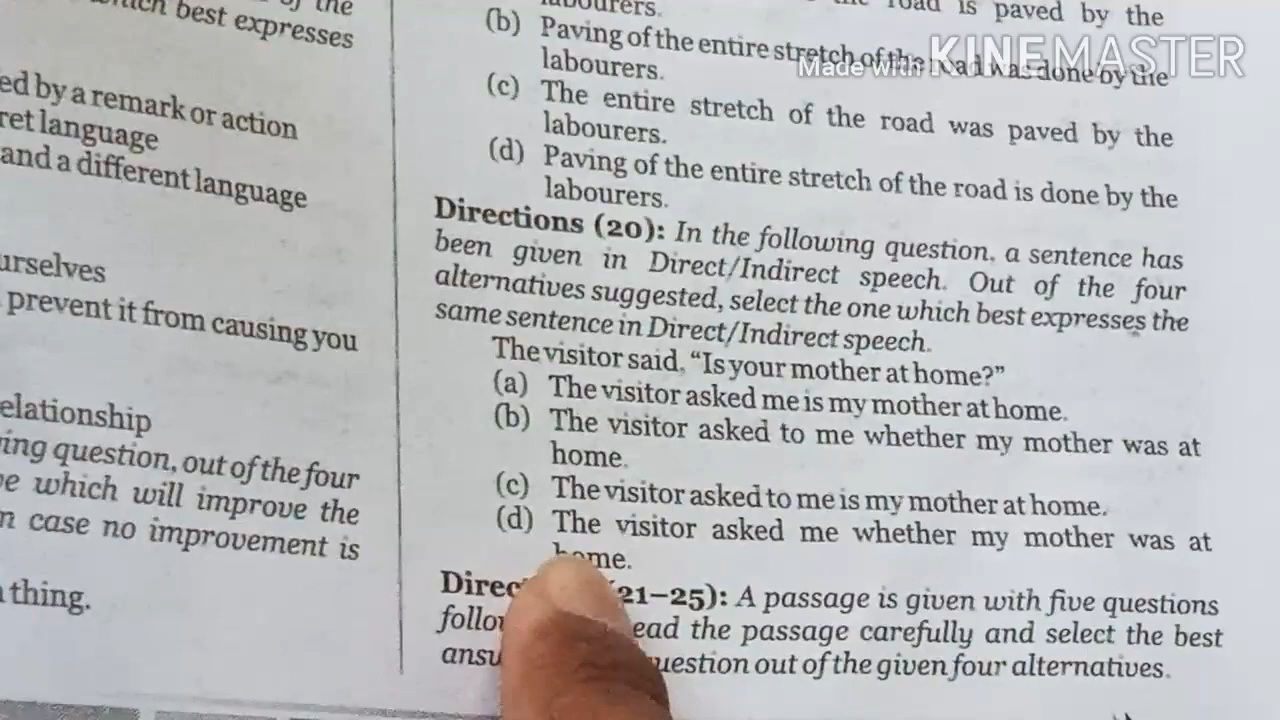 which best expresses
ed by a remark or action
ret language
and a different language
urselves
prevent it from causing you
elationship
ing question, out of the four
e which will improve the
n case no improvement is
thing.
labourers.
road is paved by the
(b) Paving of the entire stretch of the road was done by the
labourers.
(c) The entire stretch of the road was paved by the
labourers.
(d) Paving of the entire stretch of the road is done by the
labourers.
Directions (20): In the following question, a sentence has
been given in Direct/Indirect speech. Out of the four
alternatives suggested, select the one which best expresses the
same sentence in Direct/Indirect speech.
The visitor said, “Is your mother at home?”
(a) The visitor asked me is my mother at home.
(b) The visitor asked to me whether my mother was at
home.
(c) The visitor asked to me is my mother at home.
(d) The visitor asked me whether my mother was at
home.
Direc 21–25): A passage is given with five questions
follo ead the passage carefully and select the best
answ uestion out of the given four alternatives.
Made with KINEMASTER